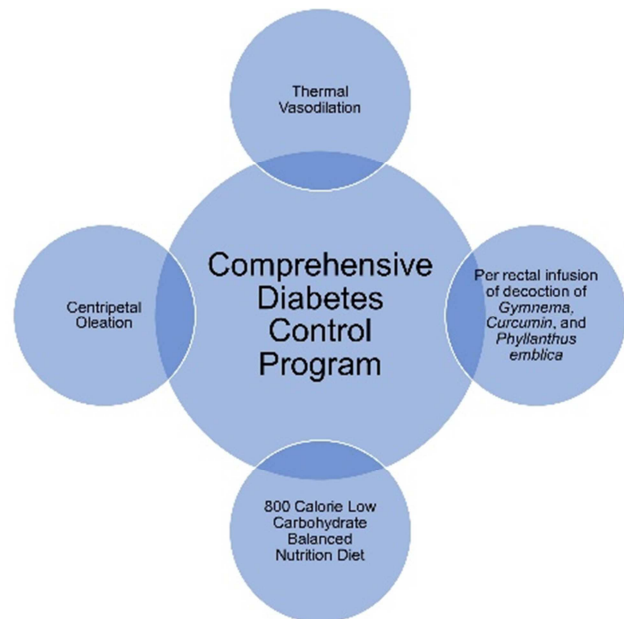 Thermal
Vasodilation
Comprehensive
Diabetes
Control
Program
Centripetal
Oleation
Per rectal infusion
of decoction of
Gymnema,
Curcumin, and
Phyllanthus
emblica
800 Calorie Low
Carbohydrate
Balanced
Nutrition Diet